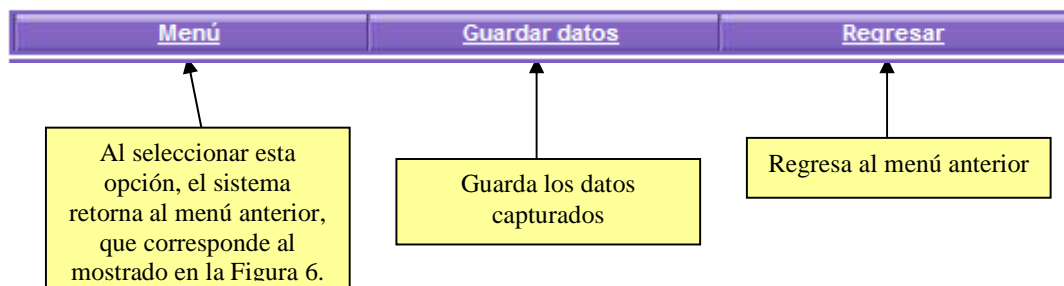 Menú Guardar datos Regresar
Al seleccionar esta
opción, el sistema
retorna al menú anterior,
que corresponde al
mostrado en la Figura 6.
Guarda los datos
capturados
Regresa al menú anterior